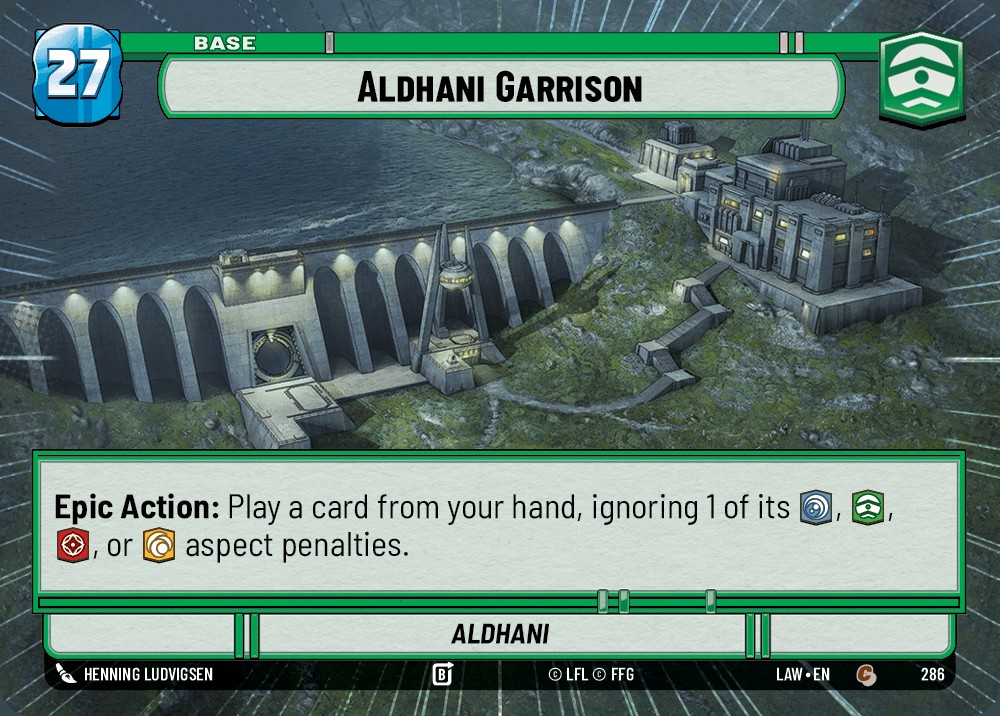 BASE
27
ALDHANI GARRISON
Epic Action: Play a card from your hand, ignoring 1 of its , ,
, or aspect penalties.
ALDHANI
HENNING LUDVIGSEN
B
© LFL © FFG
LAW • EN
C
286